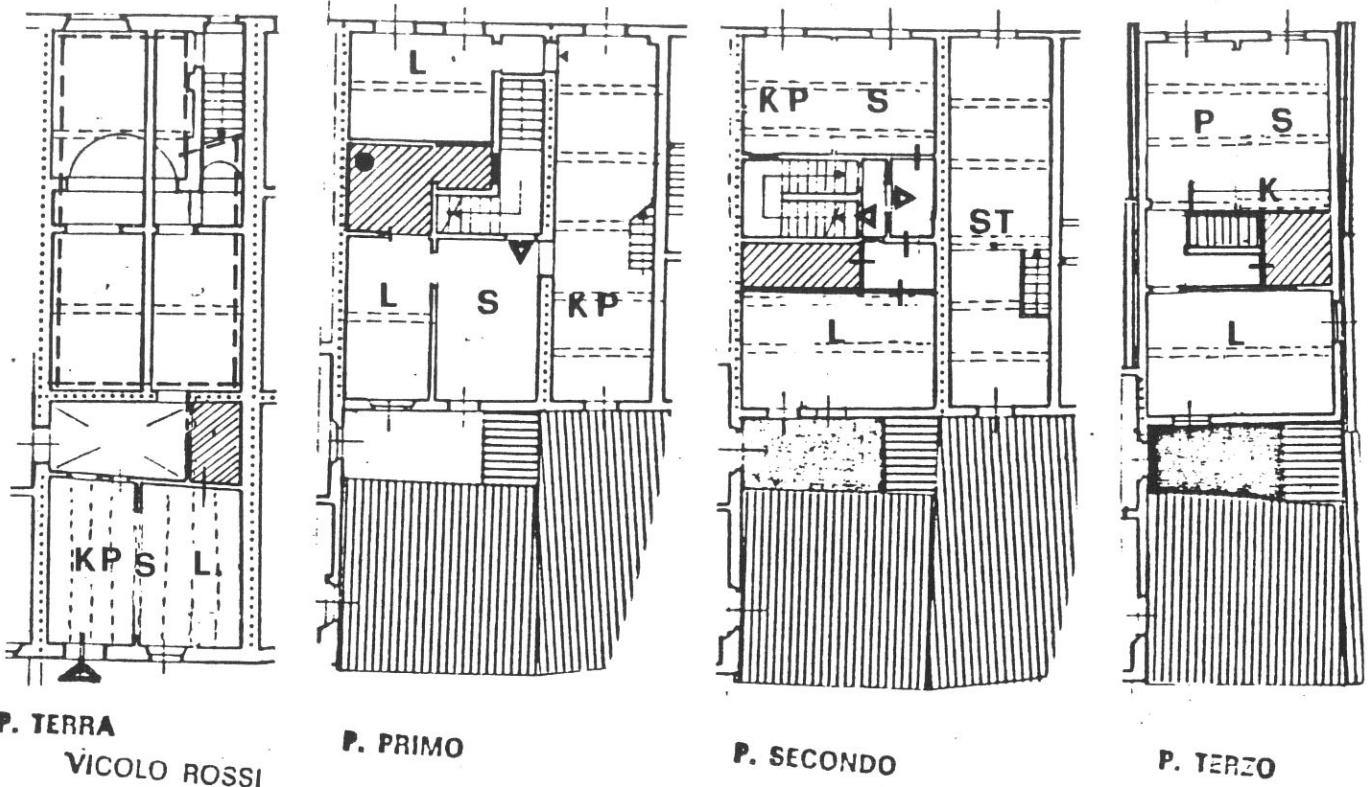 KP S L
P. TERRA
VICOLO ROSSI
L
L S KP
P. PRIMO
KP S
ST
L
P. SECONDO
P S
K
L
P. TERZO